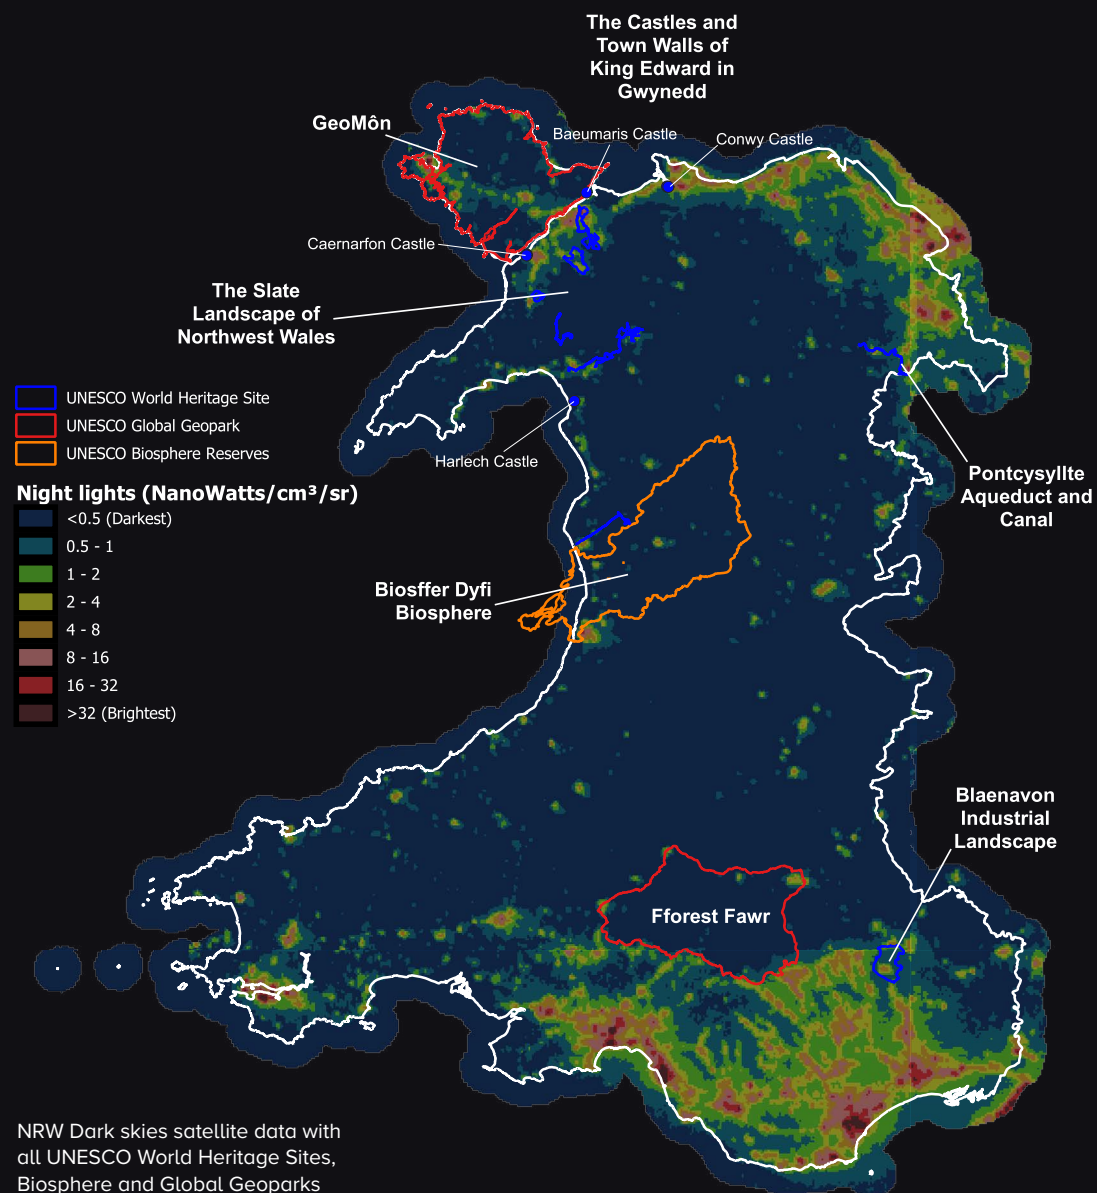 The Castles and
Town Walls of
King Edward in
Gwynedd
GeoMôn
Baeumaris Castle
Conwy Castle
Caernarfon Castle
The Slate
Landscape of
Northwest Wales
UNESCO World Heritage Site
UNESCO Global Geopark
UNESCO Biosphere Reserves
Harlech Castle
Pontcysyllte
Aqueduct and
Canal
Night lights (NanoWatts/cm³/sr)
<0.5 (Darkest)
0.5 - 1
1 - 2
2 - 4
4 - 8
8 - 16
16 - 32
>32 (Brightest)
Biosffer Dyfi
Biosphere
Blaenavon
Industrial
Landscape
Fforest Fawr
NRW Dark skies satellite data with
all UNESCO World Heritage Sites,
Biosphere and Global Geoparks